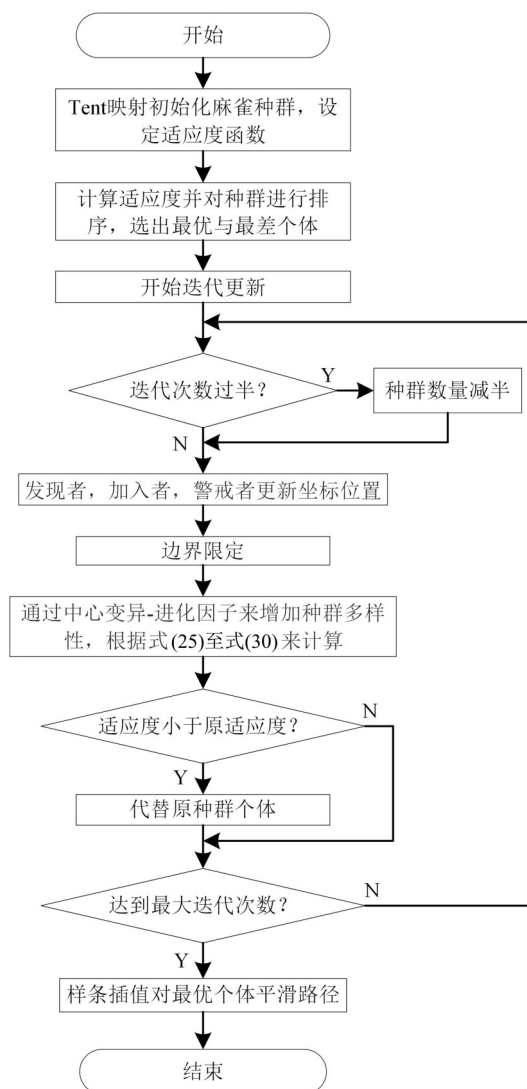 开始
Tent映射初始化麻雀种群，设
定适应度函数
计算适应度并对种群进行排
序，选出最优与最差个体
开始迭代更新
迭代次数过半？
Y
种群数量减半
N
发现者，加入者，警戒者更新坐标位置
边界限定
通过中心变异-进化因子来增加种群多样
性，根据式(25)至式(30)来计算
适应度小于原适应度？
N
Y
代替原种群个体
达到最大迭代次数？
N
Y
样条插值对最优个体平滑路径
结束